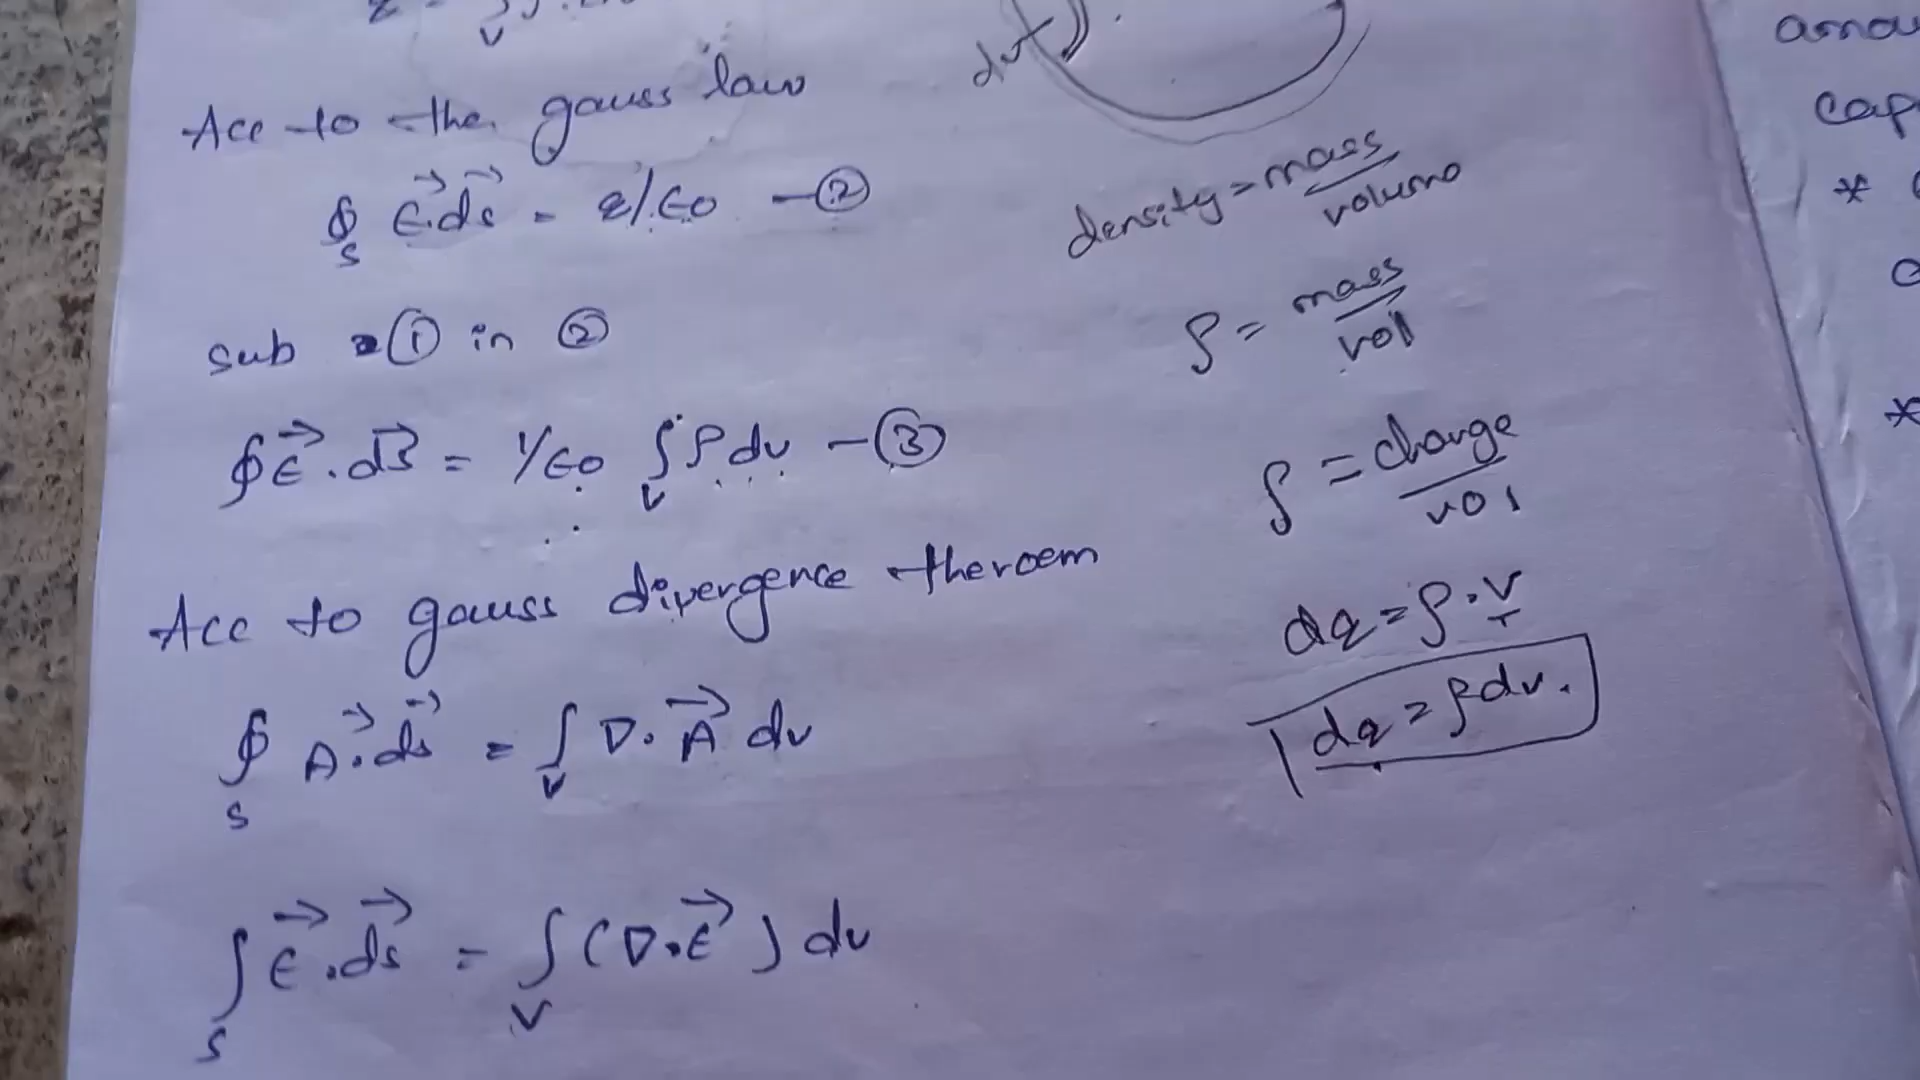 Acc to the gauss law
∮s E⃗.ds⃗ = q/ε0 — ②
sub ① in ②
∮ E⃗.ds⃗ = 1/ε0 ∫v ρ dv — ③
Acc to gauss divergence theroem
∮s A⃗.ds⃗ = ∫v ∇.A⃗ dv
∫s E⃗.ds⃗ = ∫v (∇.E⃗) dv
dv
density = mass/volume
ρ = mass/vol
ρ = charge/vol
dq = ρ.v
dq = ρdv.